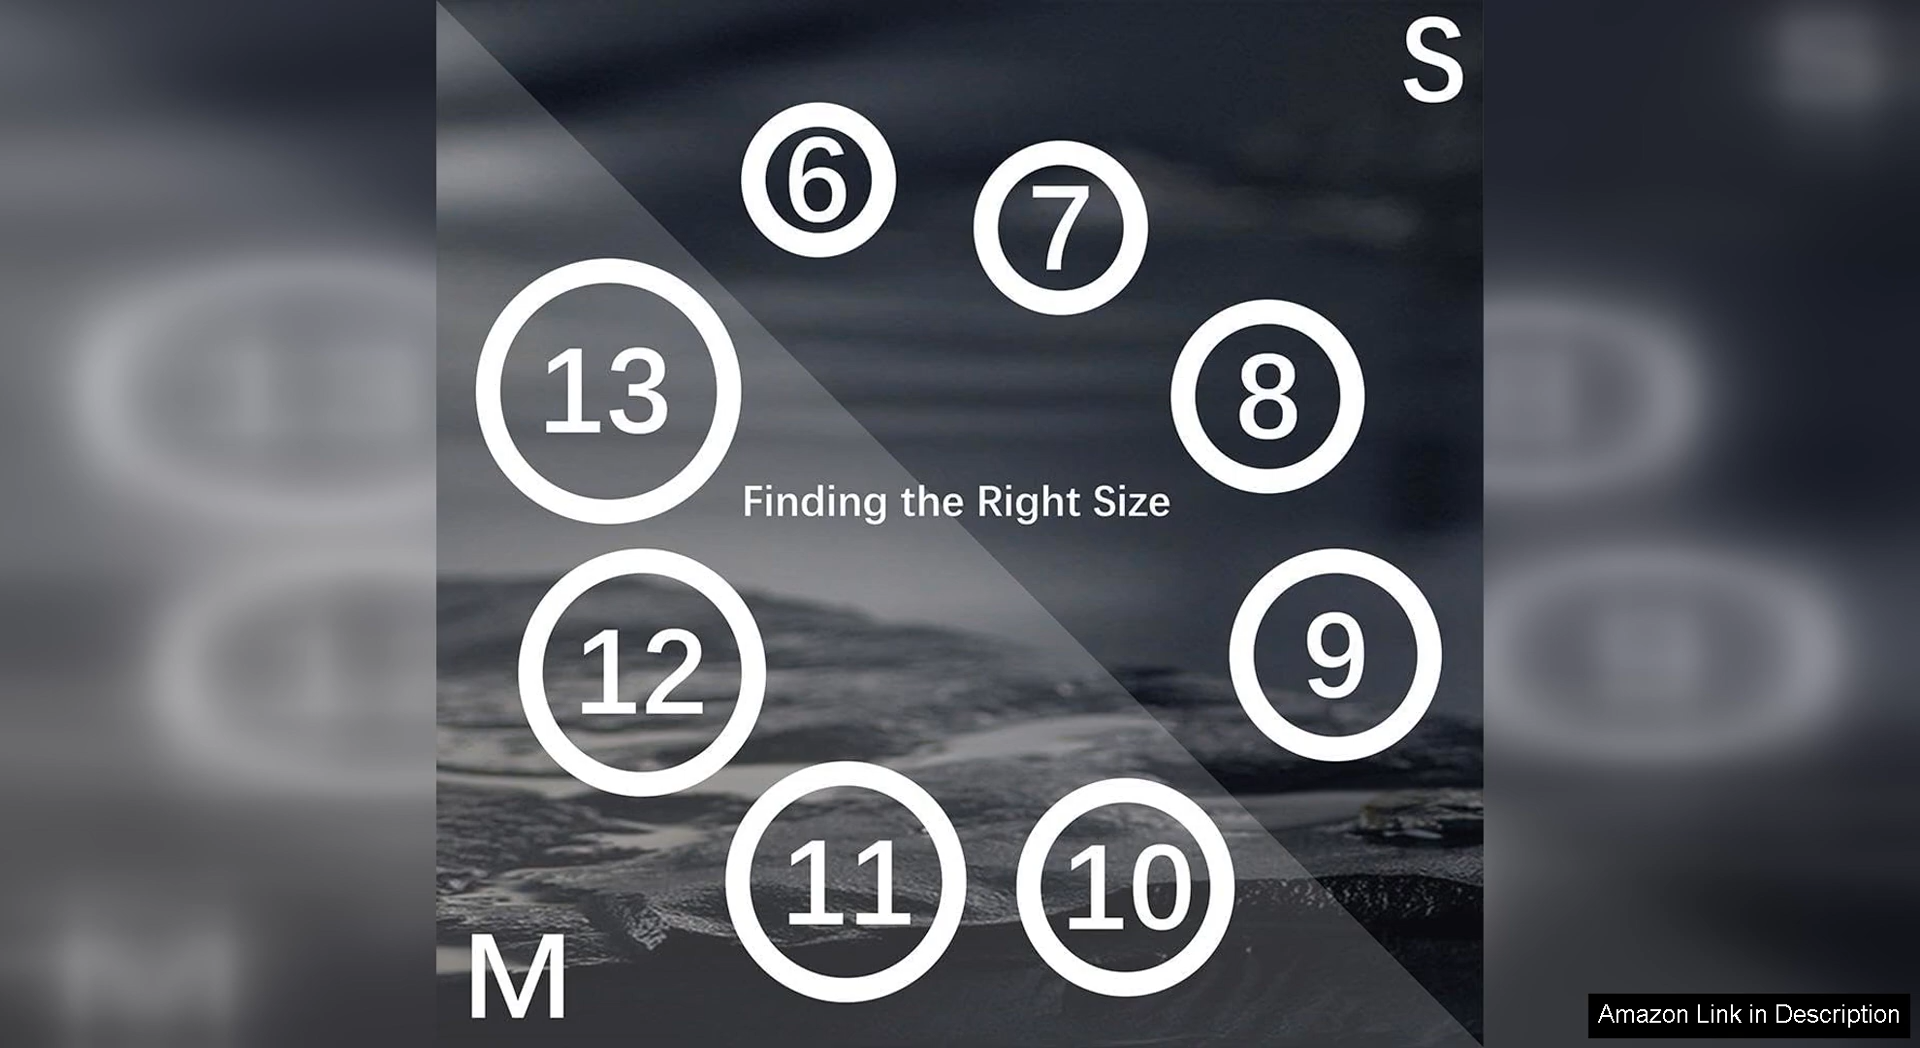 S
6
7
8
13
Finding the Right Size
9
12
11
10
M
Amazon Link in Description